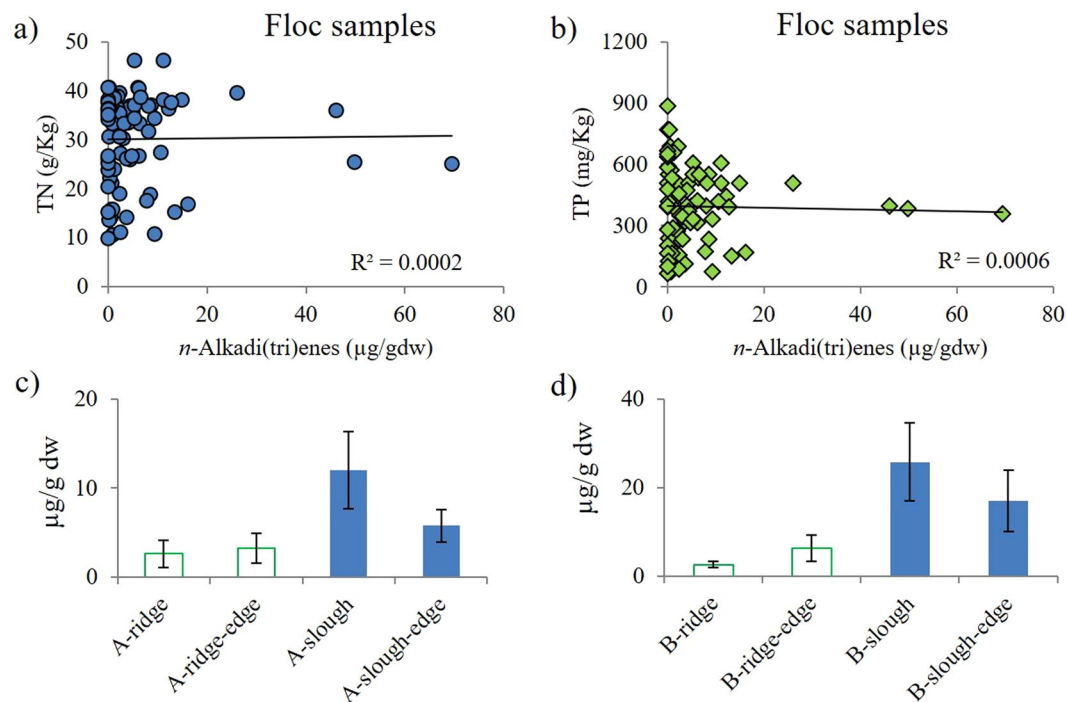 a)
Floc samples
50
40
30
20
10
0
TN (g/Kg)
R² = 0.0002
0 20 40 60 80
n-Alkadi(tri)enes (µg/gdw)
b)
Floc samples
1200
900
600
300
0
TP (mg/Kg)
R² = 0.0006
0 20 40 60 80
n-Alkadi(tri)enes (µg/gdw)
c)
20
10
0
µg/g dw
A-ridge
A-ridge-edge
A-slough
A-slough-edge
d)
40
20
0
µg/g dw
B-ridge
B-ridge-edge
B-slough
B-slough-edge